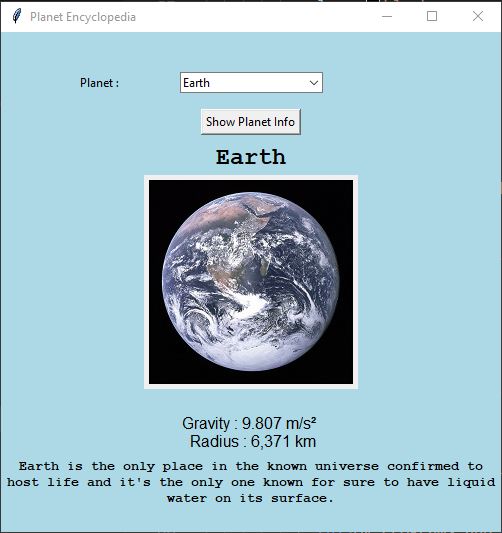 Planet Encyclopedia
Planet :
Earth
Show Planet Info
Earth
Gravity : 9.807 m/s²
Radius : 6,371 km
Earth is the only place in the known universe confirmed to
host life and it's the only one known for sure to have liquid
water on its surface.